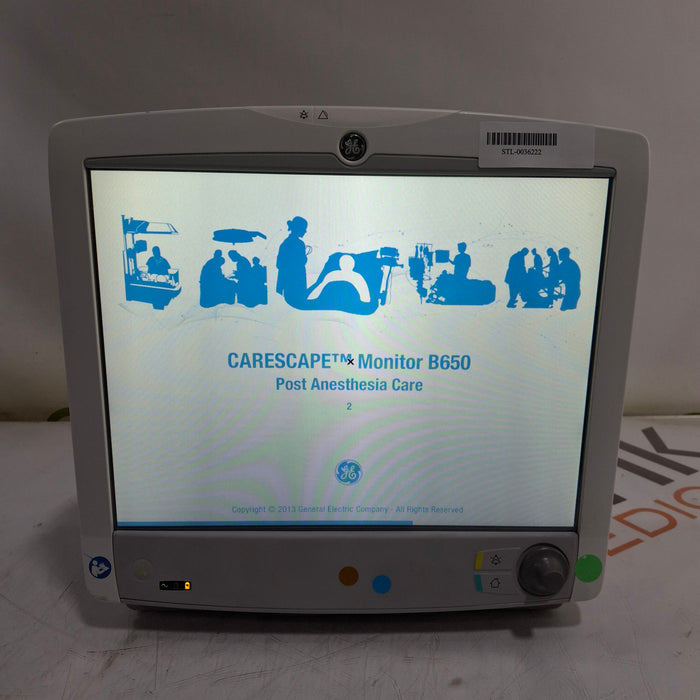 STL-0036222
CARESCAPE™ Monitor B650
Post Anesthesia Care
2
Copyright © 2013 General Electric Company - All Rights Reserved